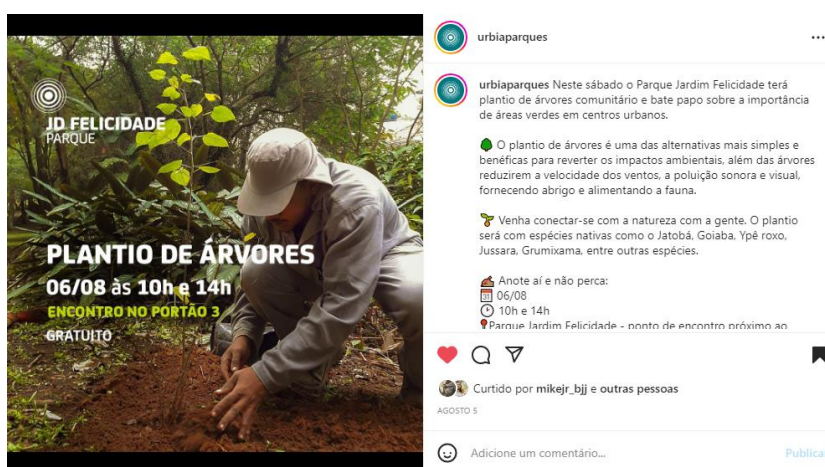 JD FELICIDADE
PARQUE
PLANTIO DE ÁRVORES
06/08 às 10h e 14h
ENCONTRO NO PORTÃO 3
GRATUITO
urbiaparques
urbiaparques Neste sábado o Parque Jardim Felicidade terá
plantio de árvores comunitário e bate papo sobre a importância
de áreas verdes em centros urbanos.
O plantio de árvores é uma das alternativas mais simples e
benéficas para reverter os impactos ambientais, além das árvores
reduzirem a velocidade dos ventos, a poluição sonora e visual,
fornecendo abrigo e alimentando a fauna.
Venha conectar-se com a natureza com a gente. O plantio
será com espécies nativas como o Jatobá, Goiaba, Ypê roxo,
Jussara, Grumixama, entre outras espécies.
Anote aí e não perca:
06/08
10h e 14h
Parque Jardim Felicidade - ponto de encontro próximo ao
Curtido por mikejr_bjj e outras pessoas
AGOSTO 5
Adicione um comentário...
Publica